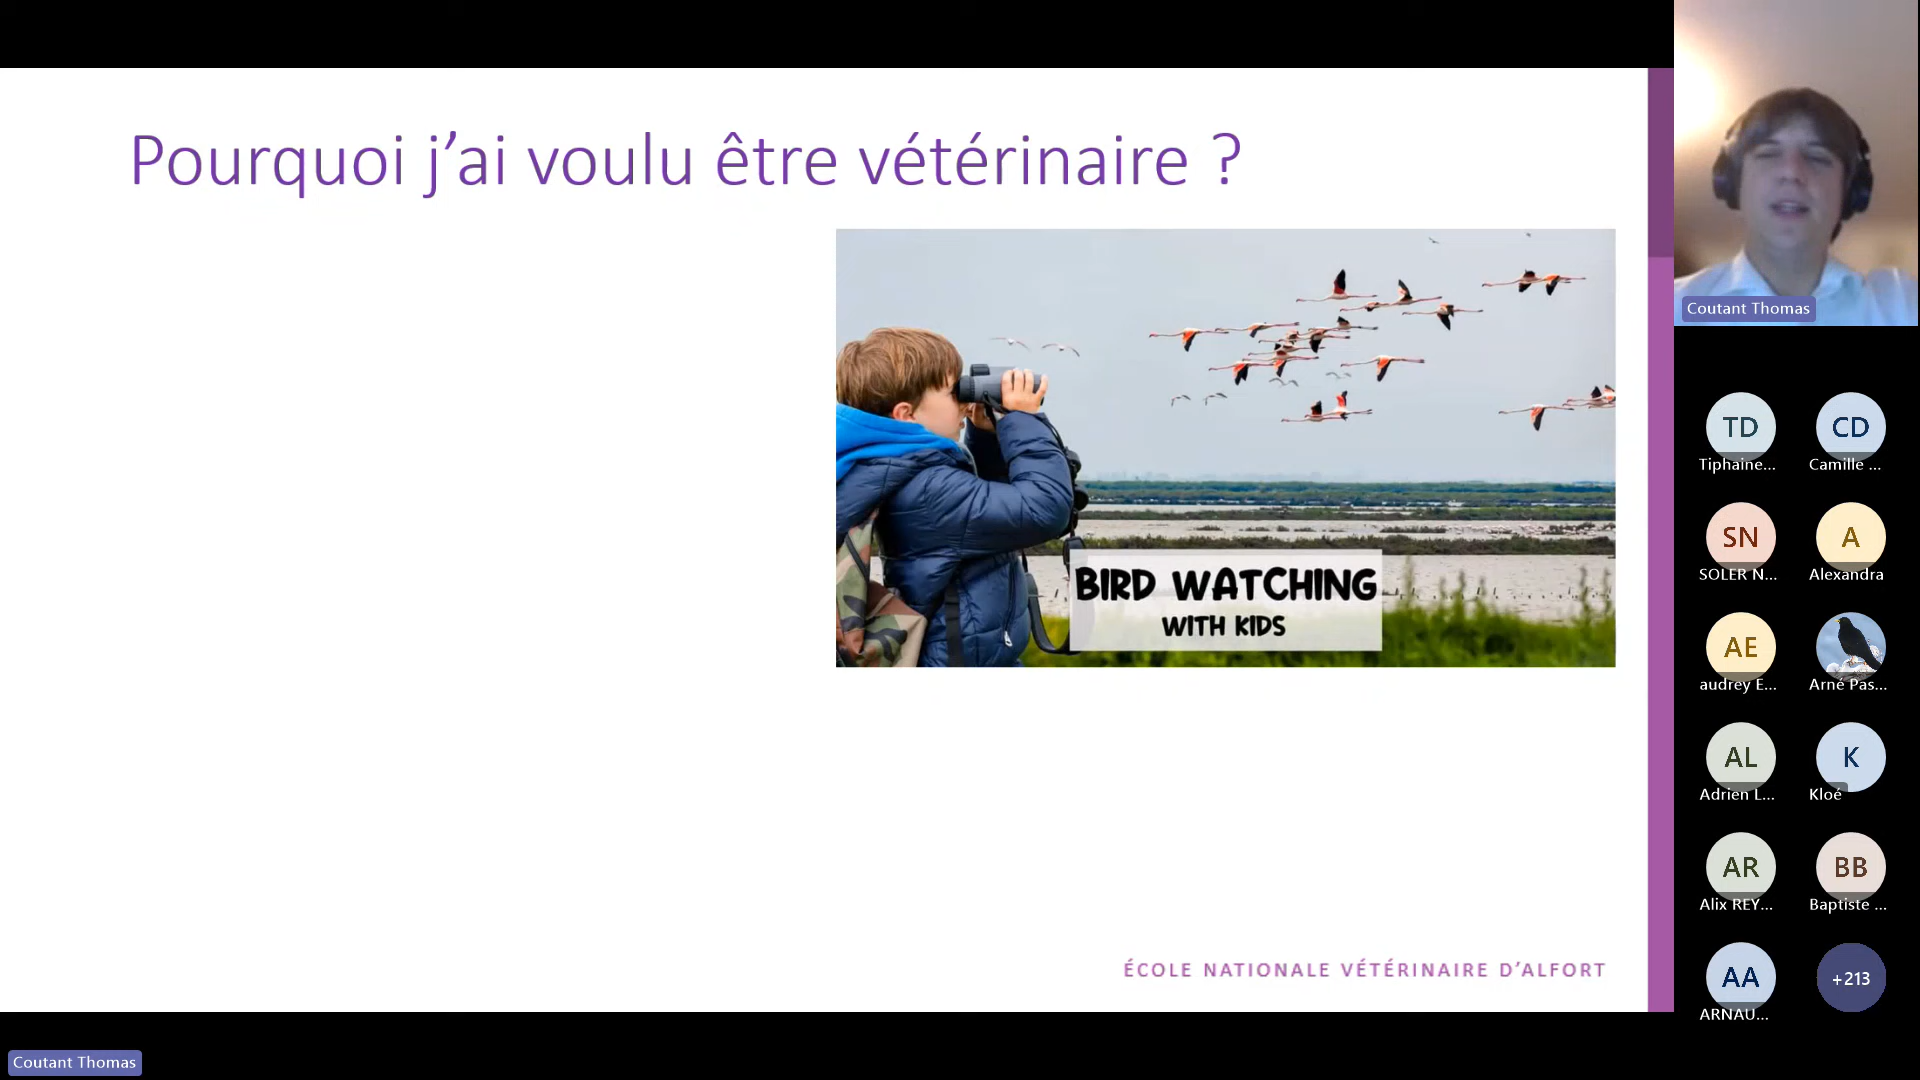 Pourquoi j’ai voulu être vétérinaire ?
BIRD WATCHING
WITH KIDS
ÉCOLE NATIONALE VÉTÉRINAIRE D’ALFORT
Coutant Thomas
Coutant Thomas
TD
Tiphaine...
CD
Camille ...
SN
SOLER N...
A
Alexandra
AE
audrey E...
Arné Pas...
AL
Adrien L...
K
Kloé
AR
Alix REY...
BB
Baptiste ...
AA
ARNAU...
+213